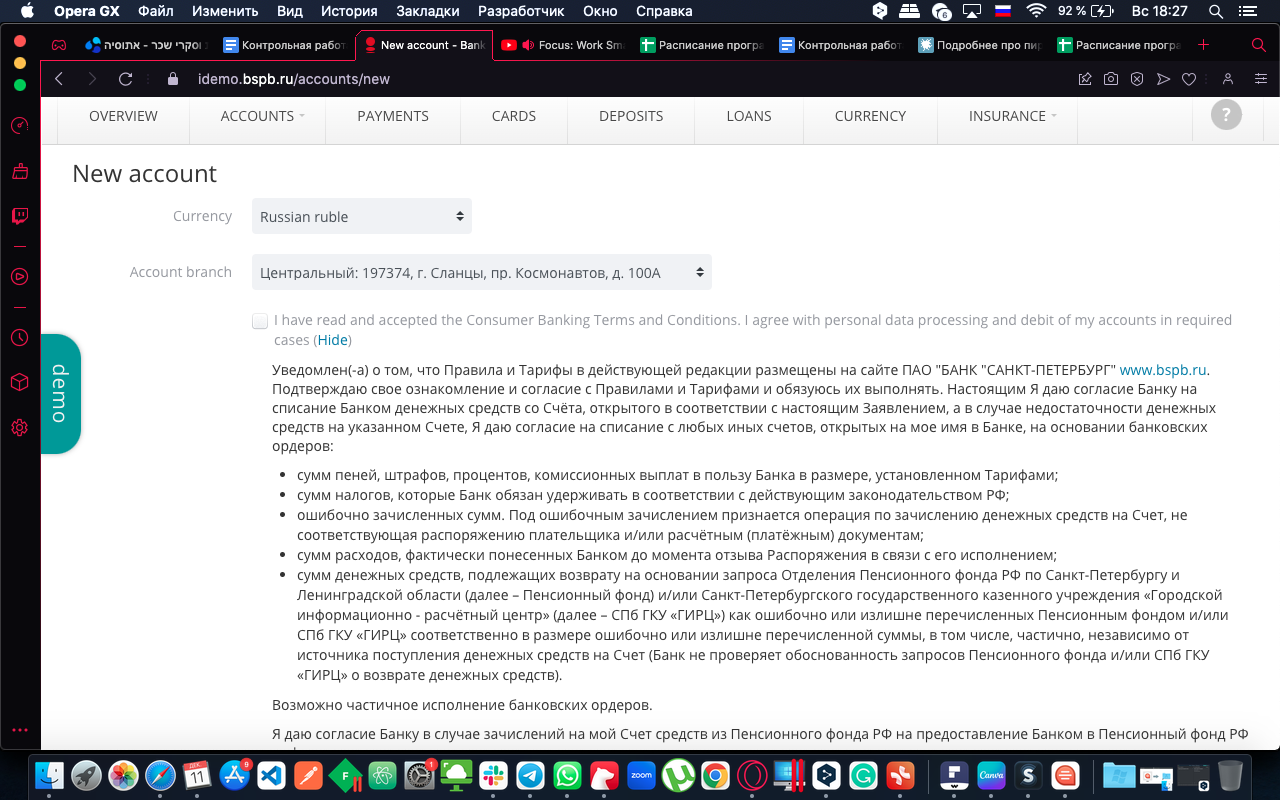 Opera GX Файл Изменить Вид История Закладки Разработчик Окно Справка 6 92 % Вс 18:27
וסקרי שכר - אתוסיה Контрольная работ New account - Bank Focus: Work Sm Расписание програ Контрольная работ Подробнее про пи Расписание програ
idemo.bspb.ru/accounts/new
OVERVIEW ACCOUNTS PAYMENTS CARDS DEPOSITS LOANS CURRENCY INSURANCE ?
New account
Currency Russian ruble
Account branch Центральный: 197374, г. Сланцы, пр. Космонавтов, д. 100А
I have read and accepted the Consumer Banking Terms and Conditions. I agree with personal data processing and debit of my accounts in required
cases (Hide)
demo
Уведомлен(-а) о том, что Правила и Тарифы в действующей редакции размещены на сайте ПАО "БАНК "САНКТ-ПЕТЕРБУРГ" www.bspb.ru.
Подтверждаю свое ознакомление и согласие с Правилами и Тарифами и обязуюсь их выполнять. Настоящим Я даю согласие Банку на
списание Банком денежных средств со Счёта, открытого в соответствии с настоящим Заявлением, а в случае недостаточности денежных
средств на указанном Счете, Я даю согласие на списание с любых иных счетов, открытых на мое имя в Банке, на основании банковских
ордеров:
• сумм пеней, штрафов, процентов, комиссионных выплат в пользу Банка в размере, установленном Тарифами;
• сумм налогов, которые Банк обязан удерживать в соответствии с действующим законодательством РФ;
• ошибочно зачисленных сумм. Под ошибочным зачислением признается операция по зачислению денежных средств на Счет, не
соответствующая распоряжению плательщика и/или расчётным (платёжным) документам;
• сумм расходов, фактически понесенных Банком до момента отзыва Распоряжения в связи с его исполнением;
• сумм денежных средств, подлежащих возврату на основании запроса Отделения Пенсионного фонда РФ по Санкт-Петербургу и
Ленинградской области (далее – Пенсионный фонд) и/или Санкт-Петербургского государственного казенного учреждения «Городской
информационно - расчётный центр» (далее – СПб ГКУ «ГИРЦ») как ошибочно или излишне перечисленных Пенсионным фондом и/или
СПб ГКУ «ГИРЦ» соответственно в размере ошибочно или излишне перечисленной суммы, в том числе, частично, независимо от
источника поступления денежных средств на Счет (Банк не проверяет обоснованность запросов Пенсионного фонда и/или СПб ГКУ
«ГИРЦ» о возврате денежных средств).
Возможно частичное исполнение банковских ордеров.
Я даю согласие Банку в случае зачислений на мой Счет средств из Пенсионного фонда РФ на предоставление Банком в Пенсионный фонд РФ
ДЕК. 11 9 F 1 zoom F W Canva S